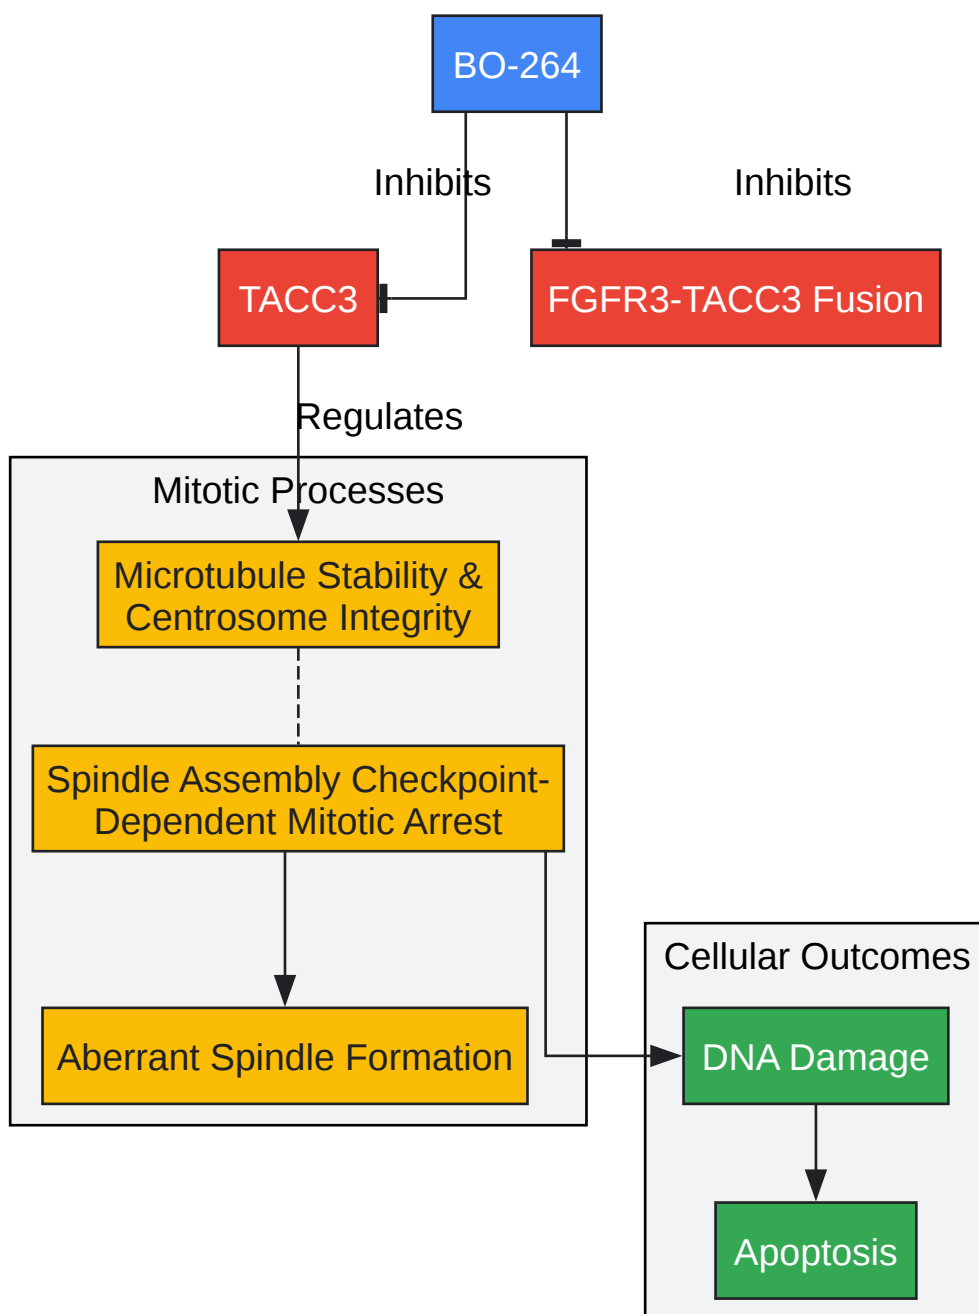 BO-264
Inhibits
Inhibits
TACC3
FGFR3-TACC3 Fusion
Regulates
Mitotic Processes
Microtubule Stability &
Centrosome Integrity
Spindle Assembly Checkpoint-
Dependent Mitotic Arrest
Aberrant Spindle Formation
Cellular Outcomes
DNA Damage
Apoptosis